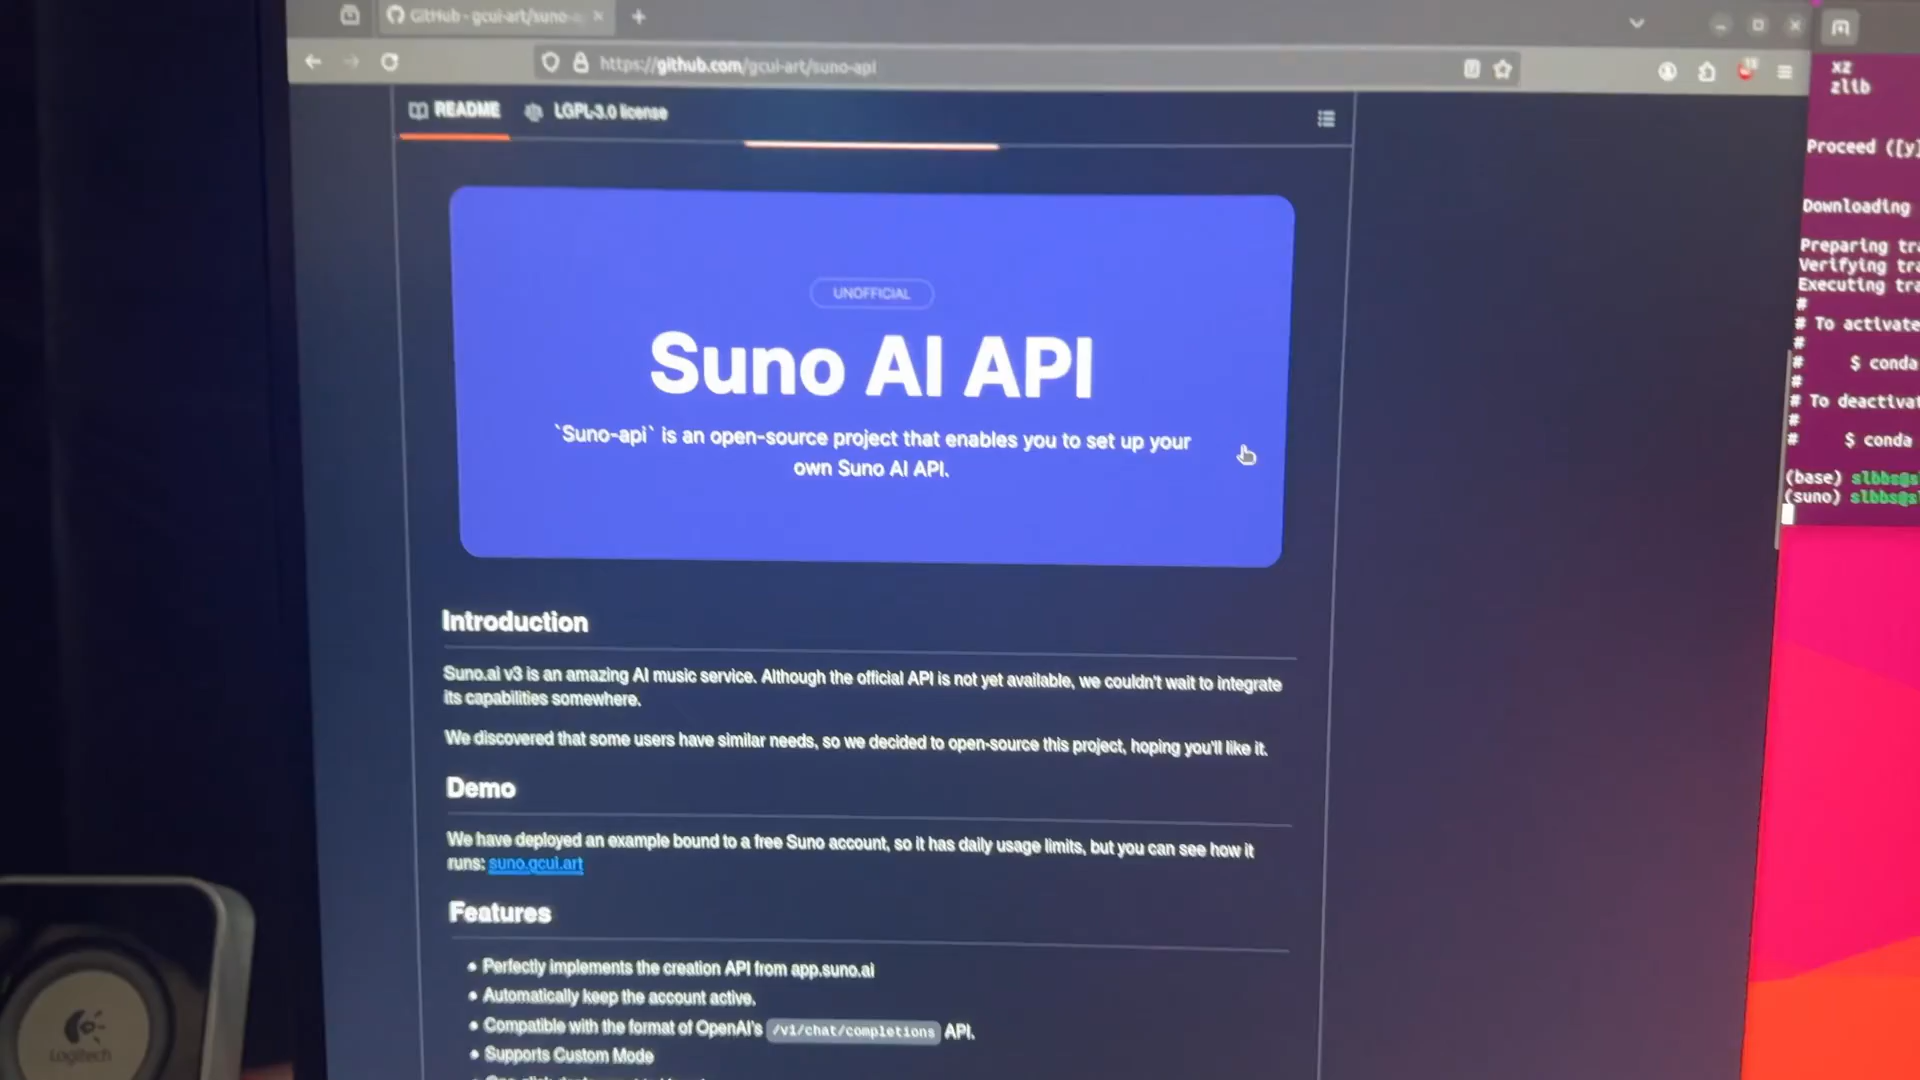 GitHub - gcui-art/suno-a
https://github.com/gcui-art/suno-api
README
LGPL-3.0 license
UNOFFICIAL
Suno AI API
`Suno-api` is an open-source project that enables you to set up your
own Suno AI API.
Introduction
Suno.ai v3 is an amazing AI music service. Although the official API is not yet available, we couldn't wait to integrate
its capabilities somewhere.
We discovered that some users have similar needs, so we decided to open-source this project, hoping you'll like it.
Demo
We have deployed an example bound to a free Suno account, so it has daily usage limits, but you can see how it
runs: suno.gcui.art
Features
• Perfectly implements the creation API from app.suno.ai
• Automatically keep the account active.
• Compatible with the format of OpenAI's /v1/chat/completions API.
• Supports Custom Mode
xz
zlib
Proceed ([y]
Downloading
Preparing tra
Verifying tra
Executing tra
#
# To activate
#
# $ conda
#
# To deactivat
#
# $ conda
(base) slbbs@s
(suno) slbbs@s
Logitech